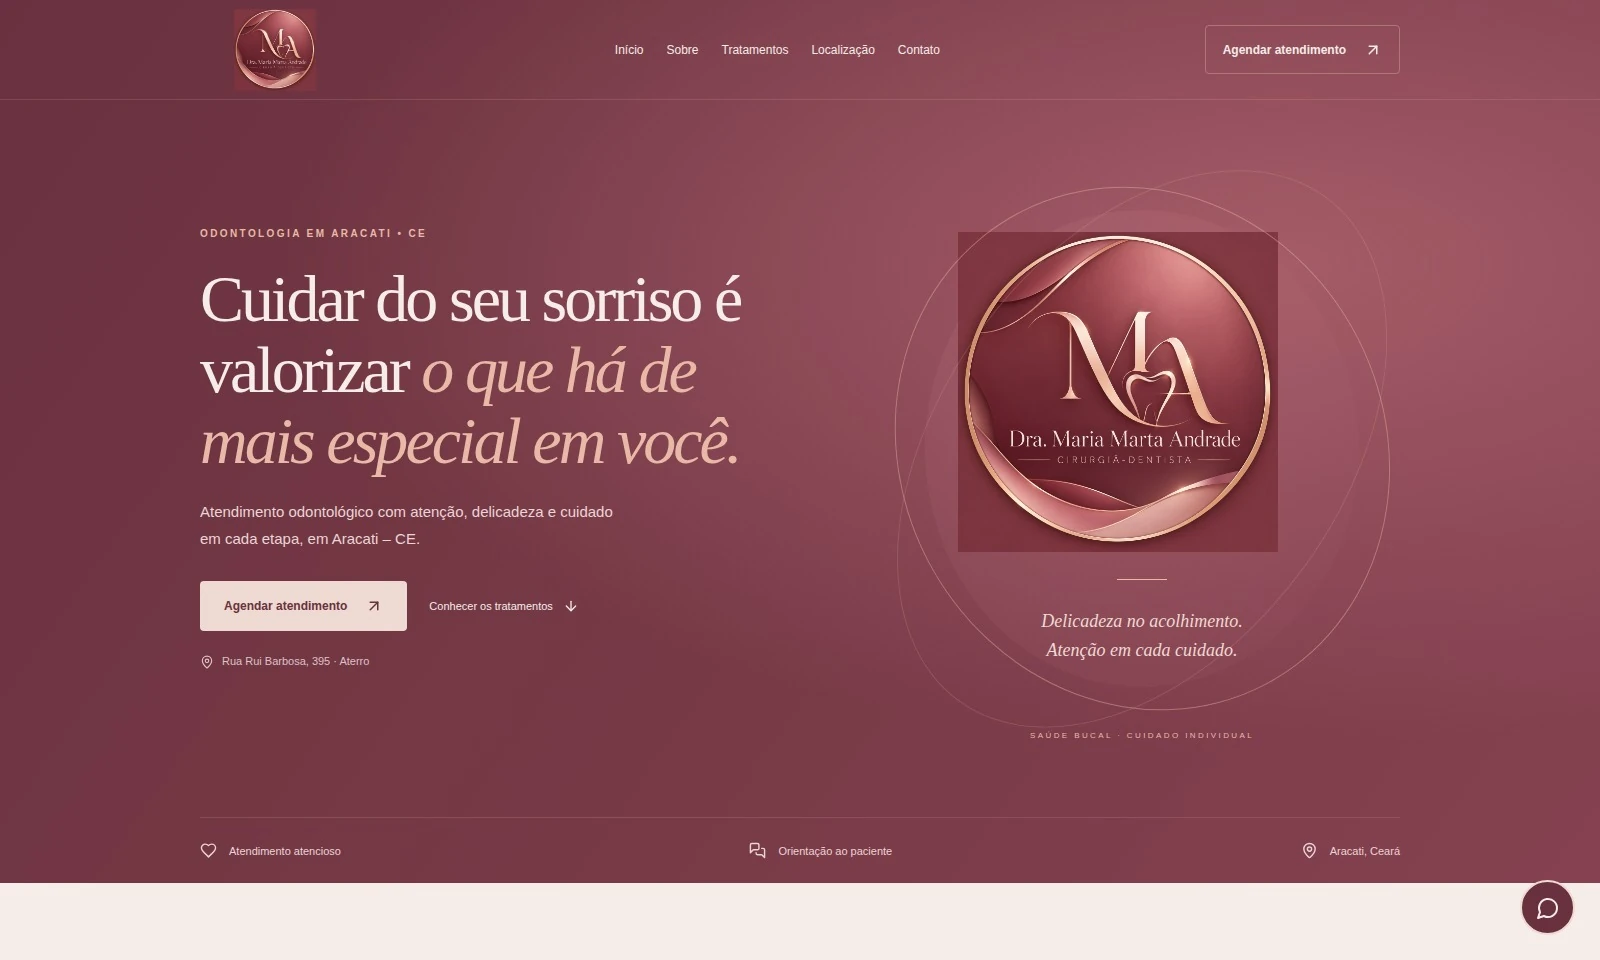 MA
Dra. Maria Marta Andrade
CIRURGIÃ-DENTISTA
Início
Sobre
Tratamentos
Localização
Contato
Agendar atendimento
ODONTOLOGIA EM ARACATI • CE
Cuidar do seu sorriso é
valorizar o que há de
mais especial em você.
Atendimento odontológico com atenção, delicadeza e cuidado
em cada etapa, em Aracati – CE.
Agendar atendimento
Conhecer os tratamentos
Rua Rui Barbosa, 395 · Aterro
MA
Dra. Maria Marta Andrade
CIRURGIÃ-DENTISTA
Delicadeza no acolhimento.
Atenção em cada cuidado.
SAÚDE BUCAL · CUIDADO INDIVIDUAL
Atendimento atencioso
Orientação ao paciente
Aracati, Ceará